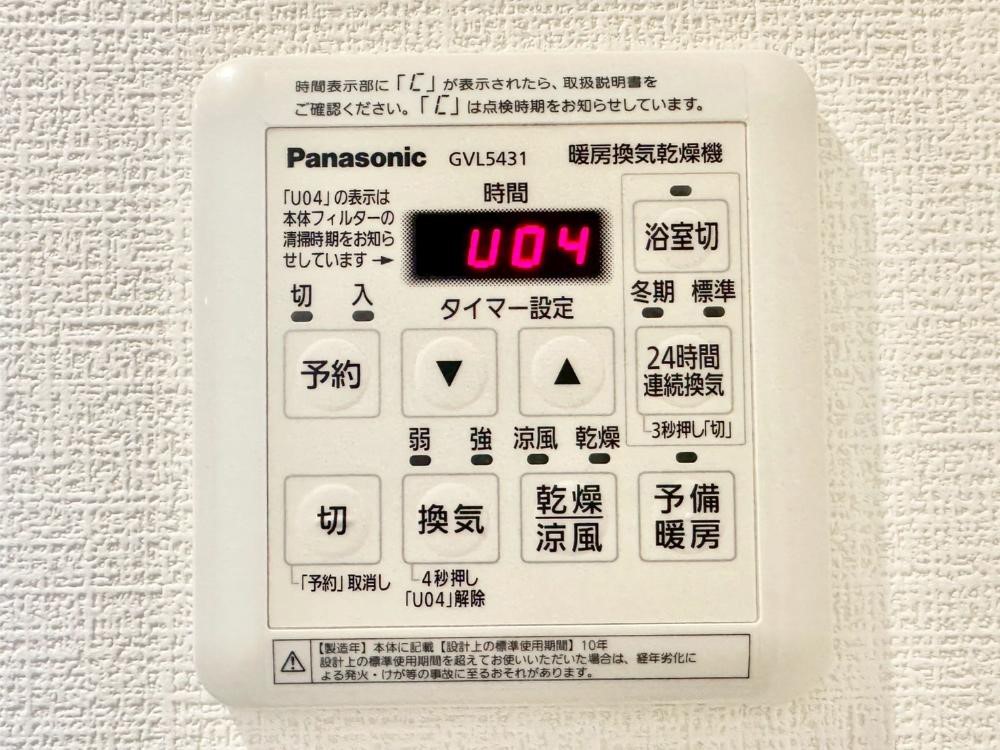 時間表示部に「C」が表示されたら、取扱説明書を
ご確認ください。「C」は点検時期をお知らせしています。
Panasonic GVL5431 暖房換気乾燥機
「U04」の表示は
本体フィルターの
清掃時期をお知ら
せしています→
時間
U04
浴室切
切 入
タイマー設定
冬期 標準
予約
▼ ▲
24時間
連続換気
3秒押し「切」
弱 強 涼風 乾燥
切
換気
乾燥
涼風
予備
暖房
「予約」取消し
4秒押し
「U04」解除
【製造年】本体に記載【設計上の標準使用期間】10年
設計上の標準使用期間を超えてお使いいただいた場合は、経年劣化に
よる発火・けが等の事故に至るおそれがあります。